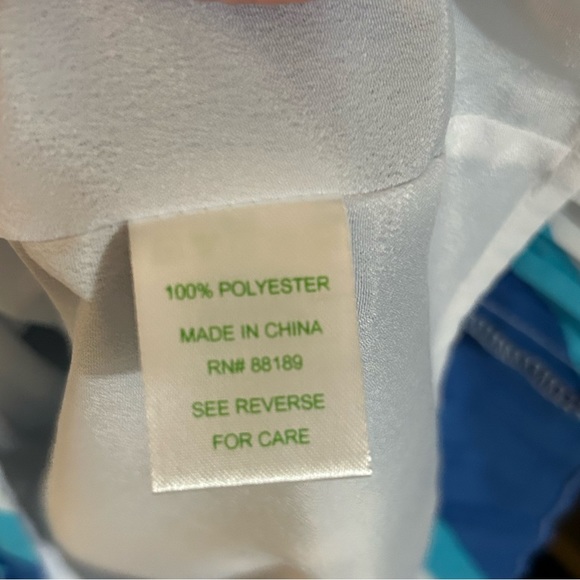 100% POLYESTER
MADE IN CHINA
RN# 88189
SEE REVERSE
FOR CARE